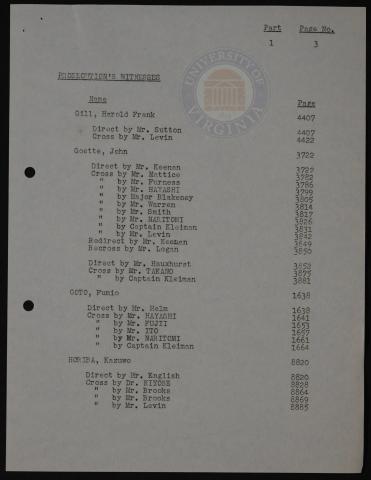 Part Page No.
1 3
PROSECUTION'S WITNESSES
Name Page
Gill, Harold Frank 4407
Direct by Mr. Sutton 4407
Cross by Mr. Levin 4422
Goette, John 3722
Direct by Mr. Keenan 3722
Cross by Mr. Mattice 3782
" by Mr. Furness 3786
" by Mr. HAYASHI 3799
" by Major Blakeney 3805
" by Mr. Warren 3814
" by Mr. Smith 3817
" by Mr. NARITOMI 3826
" by Captain Kleiman 3831
" by Mr. Levin 3842
Redirect by Mr. Keenan 3849
Recross by Mr. Logan 3850
Direct by Mr. Hauxhurst 3858
Cross by Mr. TAKANO 3875
" by Captain Kleiman 3881
GOTO, Fumio 1638
Direct by Mr. Helm 1638
Cross by Mr. HAYASHI 1641
" by Mr. FUJII 1653
" by Mr. ITO 1657
" by Mr. NARITOMI 1661
" by Captain Kleiman 1664
HORIBA, Kazuwo 8820
Direct by Mr. English 8820
Cross by Dr. KIYOSE 8828
" by Mr. Brooks 8864
" by Mr. Brooks 8869
" by Mr. Levin 8885
UNIVERSITY OF VIRGINIA